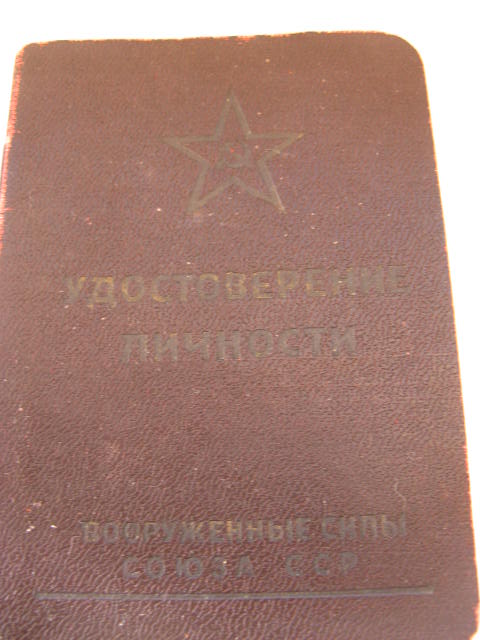 УДОСТОВЕРЕНИЕ
ЛИЧНОСТИ
ВООРУЖЕННЫЕ СИЛЫ
СОЮЗА ССР